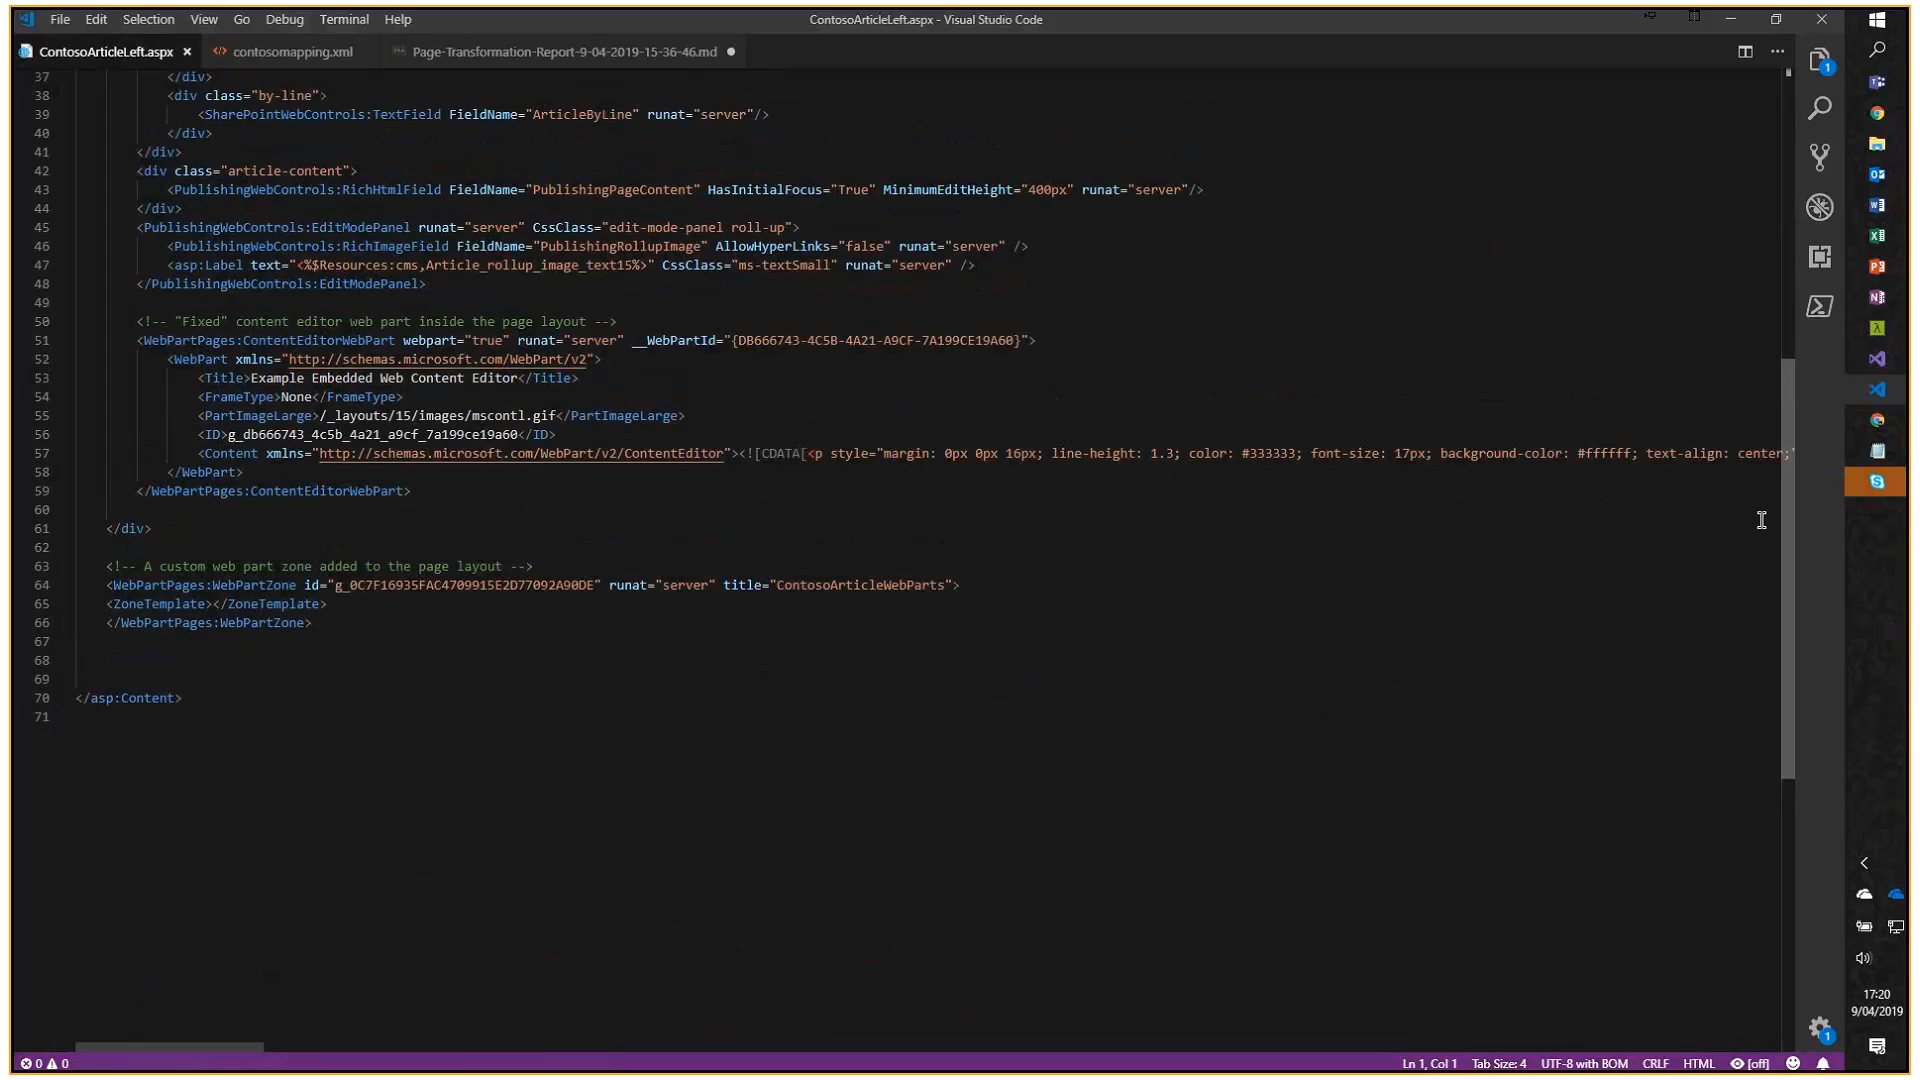 File Edit Selection View Go Debug Terminal Help ContosoArticleLeft.aspx - Visual Studio Code
ContosoArticleLeft.aspx contosomapping.xml Page-Transformation-Report-9-04-2019-15-36-46.md
37 </div>
38 <div class="by-line">
39 <SharePointWebControls:TextField FieldName="ArticleByLine" runat="server"/>
40 </div>
41 </div>
42 <div class="article-content">
43 <PublishingWebControls:RichHtmlField FieldName="PublishingPageContent" HasInitialFocus="True" MinimumEditHeight="400px" runat="server"/>
44 </div>
45 <PublishingWebControls:EditModePanel runat="server" CssClass="edit-mode-panel roll-up">
46 <PublishingWebControls:RichImageField FieldName="PublishingRollupImage" AllowHyperLinks="false" runat="server" />
47 <asp:Label text="<%$Resources:cms,Article_rollup_image_text15%>" CssClass="ms-textSmall" runat="server" />
48 </PublishingWebControls:EditModePanel>
49
50 <!-- "Fixed" content editor web part inside the page layout -->
51 <WebPartPages:ContentEditorWebPart webpart="true" runat="server" __WebPartId="{DB666743-4C5B-4A21-A9CF-7A199CE19A60}">
52 <WebPart xmlns="http://schemas.microsoft.com/WebPart/v2">
53 <Title>Example Embedded Web Content Editor</Title>
54 <FrameType>None</FrameType>
55 <PartImageLarge>/_layouts/15/images/mscontl.gif</PartImageLarge>
56 <ID>g_db666743_4c5b_4a21_a9cf_7a199ce19a60</ID>
57 <Content xmlns="http://schemas.microsoft.com/WebPart/v2/ContentEditor"><![CDATA[<p style="margin: 0px 0px 16px; line-height: 1.3; color: #333333; font-size: 17px; background-color: #ffffff; text-align: center;"
58 </WebPart>
59 </WebPartPages:ContentEditorWebPart>
60
61 </div>
62
63 <!-- A custom web part zone added to the page layout -->
64 <WebPartPages:WebPartZone id="g_0C7F16935FAC4709915E2D77092A90DE" runat="server" title="ContosoArticleWebParts">
65 <ZoneTemplate></ZoneTemplate>
66 </WebPartPages:WebPartZone>
67
68
69
70 </asp:Content>
71
1
17:20
9/04/2019
1
0 0 Ln 1, Col 1 Tab Size: 4 UTF-8 with BOM CRLF HTML [off]